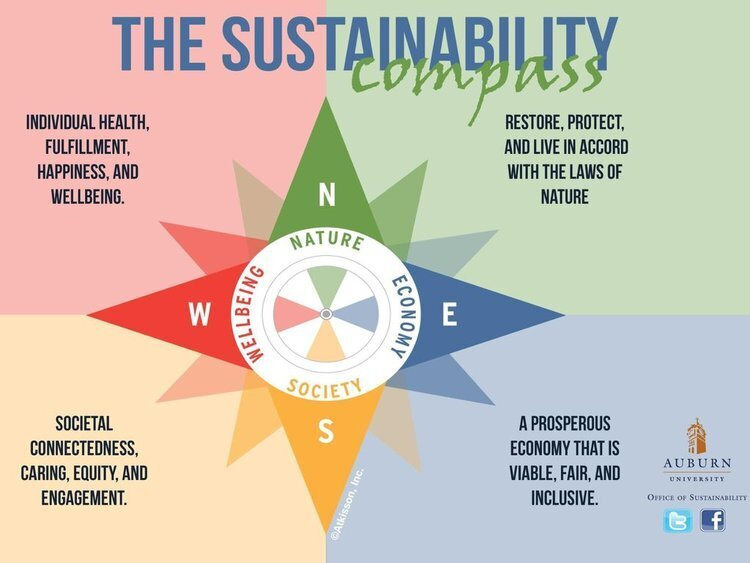 THE SUSTAINABILITY
compass
INDIVIDUAL HEALTH,
FULFILLMENT,
HAPPINESS, AND
WELLBEING.
RESTORE, PROTECT,
AND LIVE IN ACCORD
WITH THE LAWS OF
NATURE
N
NATURE
W
WELLBEING
ECONOMY
E
SOCIETY
S
SOCIETAL
CONNECTEDNESS,
CARING, EQUITY, AND
ENGAGEMENT.
©Atkisson, Inc.
A PROSPEROUS
ECONOMY THAT IS
VIABLE, FAIR, AND
INCLUSIVE.
AUBURN
UNIVERSITY
OFFICE OF SUSTAINABILITY
t f